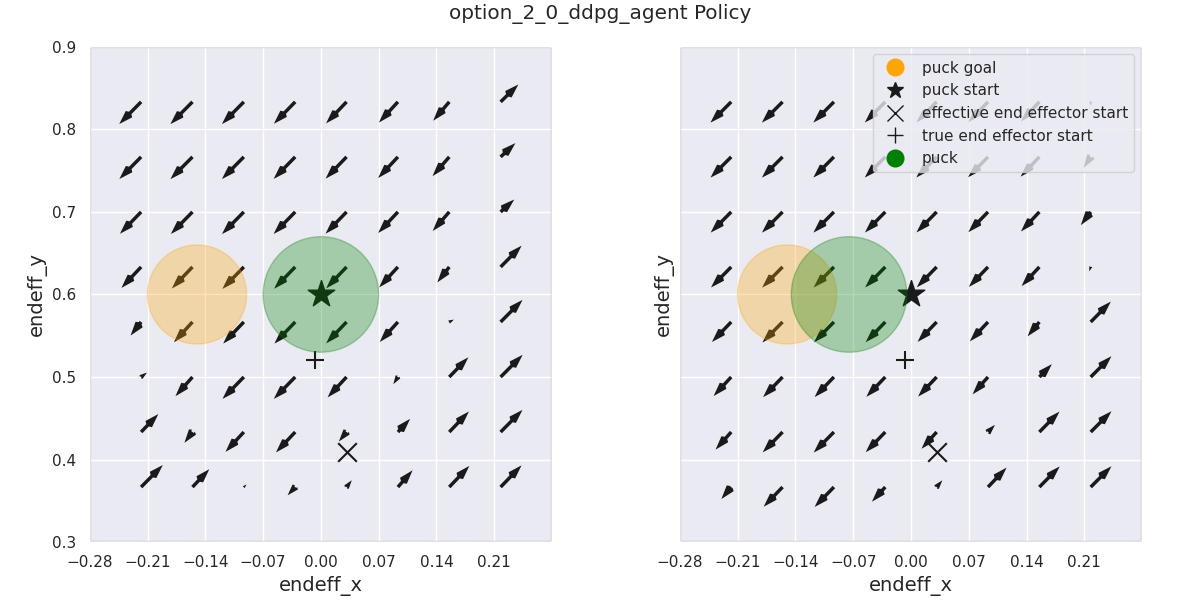 option_2_0_ddpg_agent Policy
0.9
0.8
0.7
0.6
0.5
0.4
0.3
endeff_y
−0.28 −0.21 −0.14 −0.07 0.00 0.07 0.14 0.21
endeff_x
endeff_y
puck goal
puck start
effective end effector start
true end effector start
puck
−0.28 −0.21 −0.14 −0.07 0.00 0.07 0.14 0.21
endeff_x